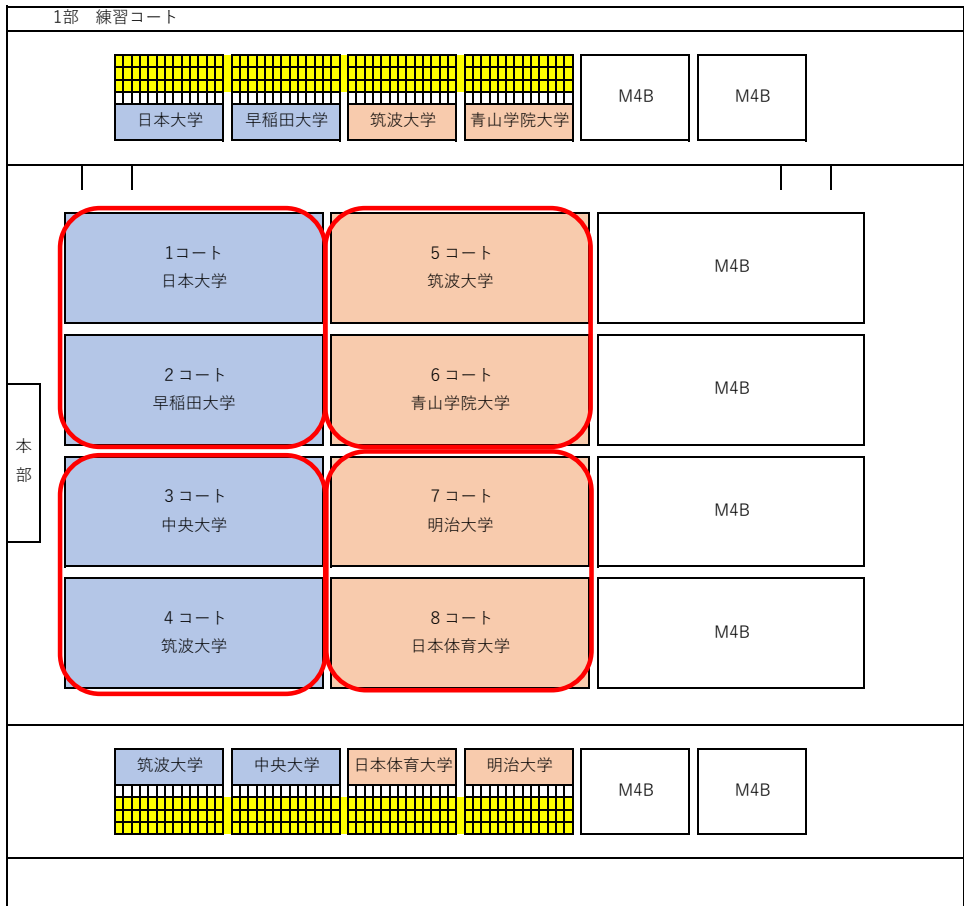 1部　練習コート
日本大学
早稲田大学
筑波大学
青山学院大学
M4B
M4B
1コート
日本大学
5 コート
筑波大学
M4B
2 コート
早稲田大学
6 コート
青山学院大学
M4B
本
部
3 コート
中央大学
7 コート
明治大学
M4B
4 コート
筑波大学
8 コート
日本体育大学
M4B
筑波大学
中央大学
日本体育大学
明治大学
M4B
M4B